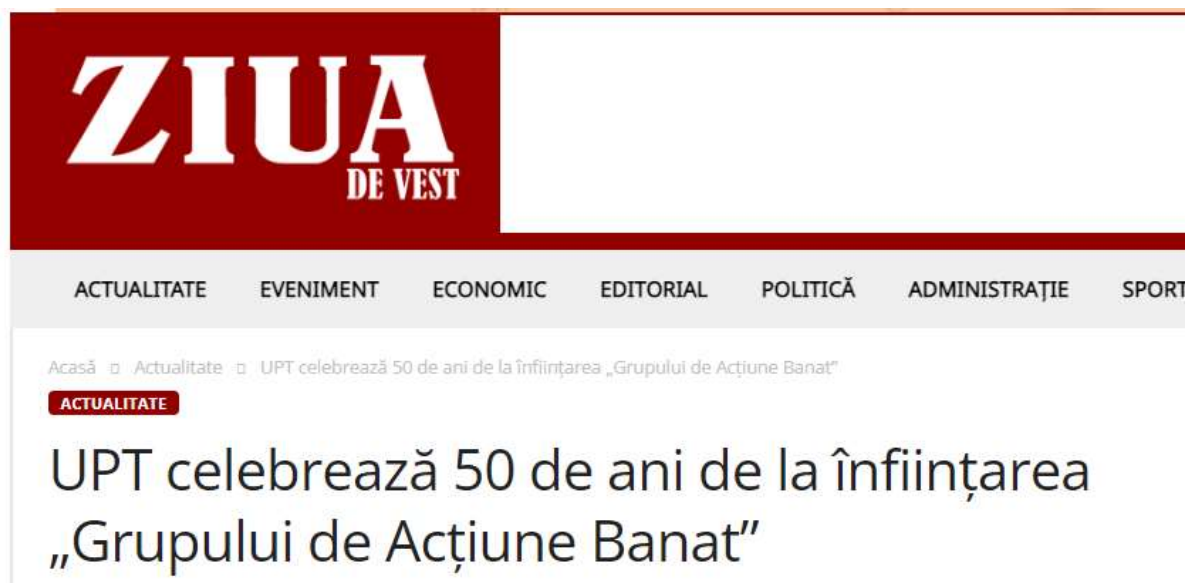 ZIUA
DE VEST
ACTUALITATE EVENIMENT ECONOMIC EDITORIAL POLITICĂ ADMINISTRAȚIE SPORT
Acasă Actualitate UPT celebrează 50 de ani de la înființarea „Grupului de Acțiune Banat”
ACTUALITATE
UPT celebrează 50 de ani de la înființarea
„Grupului de Acțiune Banat”